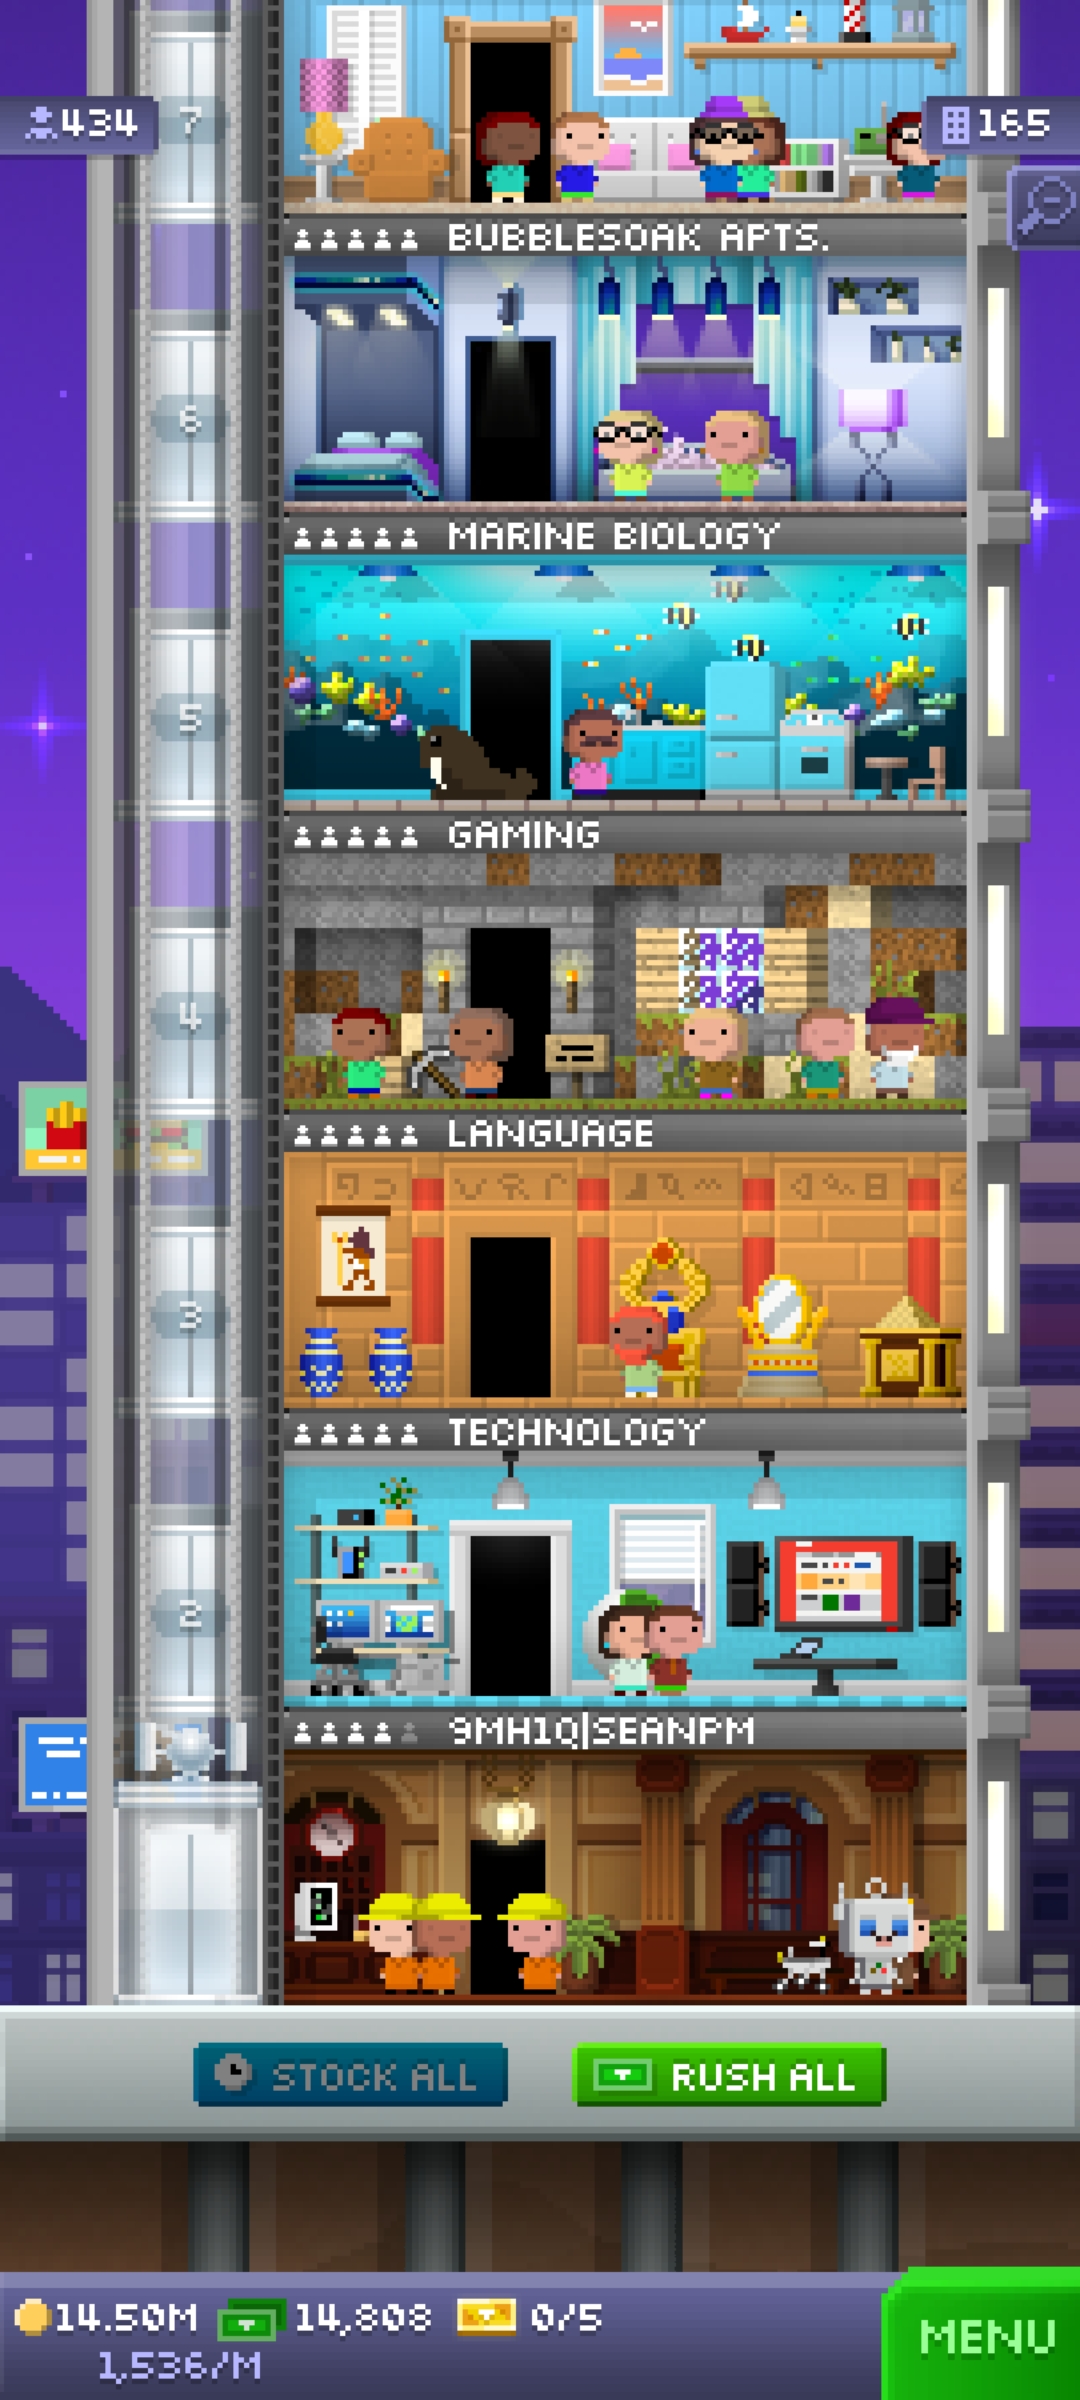 434
7
165
BUBBLESOAK APTS.
6
MARINE BIOLOGY
5
GAMING
4
LANGUAGE
3
TECHNOLOGY
2
9MH1Q|SEANPM
STOCK ALL
RUSH ALL
14.50M 14,808 0/5
1,536/M
MENU